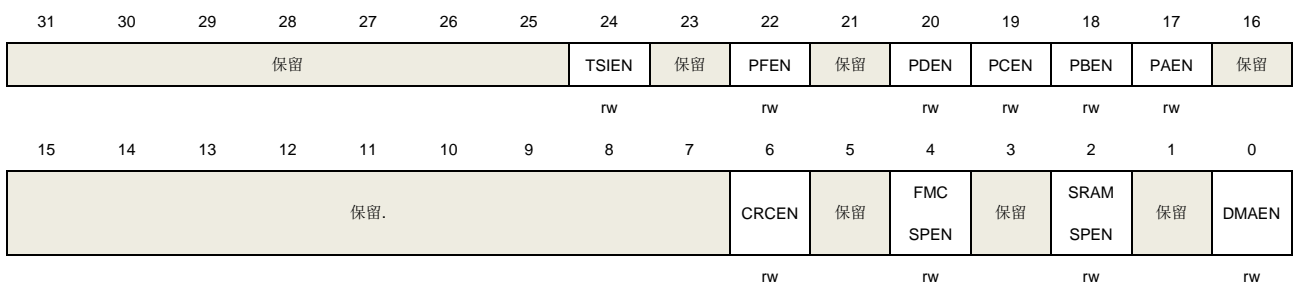 31 30 29 28 27 26 25 24 23 22 21 20 19 18 17 16
保留 TSIEN 保留 PFEN 保留 PDEN PCEN PBEN PAEN 保留
rw rw rw rw rw rw
15 14 13 12 11 10 9 8 7 6 5 4 3 2 1 0
保留. CRCEN 保留 FMC SPEN 保留 SRAM SPEN 保留 DMAEN
rw rw rw rw